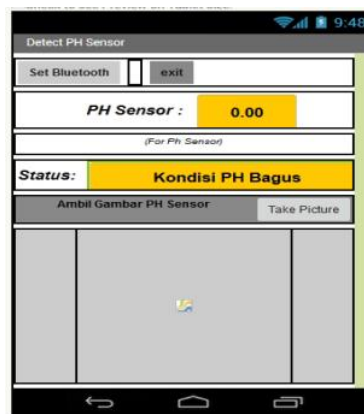 9:48
Detect PH Sensor
Set Bluetooth exit
PH Sensor : 0.00
(For Ph Sensor)
Status: Kondisi PH Bagus
Ambil Gambar PH Sensor Take Picture